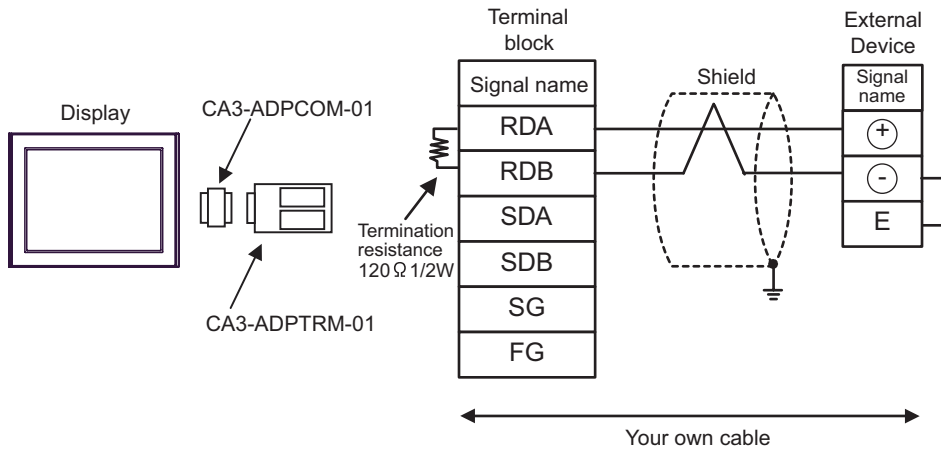 Terminal
block
External
Device
Display
CA3-ADPCOM-01
Signal name
Shield
Signal
name
RDA
+
RDB
-
SDA
E
Termination
resistance
120Ω 1/2W
SDB
SG
CA3-ADPTRM-01
FG
Your own cable